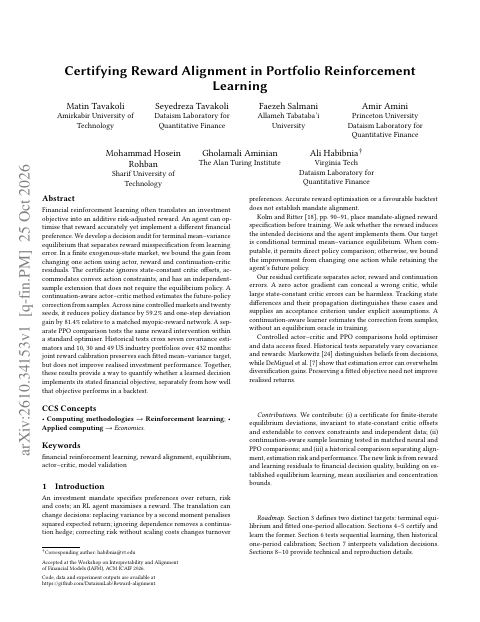 Certifying Reward Alignment in Portfolio Reinforcement
Learning
Matin Tavakoli
Amirkabir University of
Technology
Seyedreza Tavakoli
Dataism Laboratory for
Quantitative Finance
Faezeh Salmani
Allameh Tabataba'i
University
Amir Amini
Princeton University
Dataism Laboratory for
Quantitative Finance
Mohammad Hosein
Rohban
Sharif University of
Technology
Gholamali Aminian
The Alan Turing Institute
Ali Habibnia†
Virginia Tech
Dataism Laboratory for
Quantitative Finance
arXiv:2610.34153v1 [q-fin.PM] 25 Oct 2026
Abstract
Financial reinforcement learning often translates an investment
objective into an additive risk-adjusted reward. An agent can op-
timise that reward accurately yet implement a different financial
preference. We develop a decision audit for terminal mean–variance
equilibrium that separates reward misspecification from learning
error. In a finite exogenous-state market, we bound the gain from
changing one action using actor, reward and continuation-critic
residuals. The certificate ignores state-constant critic offsets, ac-
commodates convex action constraints, and has an independent-
sample extension that does not require the equilibrium policy. A
continuation-aware actor–critic method estimates the future-policy
correction from samples. Across nine controlled markets and twenty
seeds, it reduces policy distance by 59.2% and one-step deviation
gain by 81.4% relative to a matched myopic-reward network. A sep-
arate PPO comparison tests the same reward intervention within
a standard optimiser. Historical tests cross seven covariance esti-
mators and 10, 30 and 49 US industry portfolios over 432 months:
joint reward calibration preserves each fitted mean–variance target,
but does not improve realised investment performance. Together,
these results provide a way to quantify whether a learned decision
implements its stated financial objective, separately from how well
that objective performs in a backtest.
CCS Concepts
• Computing methodologies → Reinforcement learning; •
Applied computing → Economics.
Keywords
financial reinforcement learning, reward alignment, equilibrium,
actor–critic, model validation
1 Introduction
An investment mandate specifies preferences over return, risk
and costs; an RL agent maximises a reward. The translation can
change decisions: replacing variance by a second moment penalises
squared expected return; ignoring dependence removes a continua-
tion hedge; correcting risk without scaling costs changes turnover
†Corresponding author: habibnia@vt.edu
Accepted at the Workshop on Interpretability and Alignment
of Financial Models (IAFM), ACM ICAIF 2026.
Code, data and experiment outputs are available at
https://github.com/DataismLab/Reward-alignment
preferences. Accurate reward optimisation or a favourable backtest
does not establish mandate alignment.
Kolm and Ritter [18], pp. 90–91, place mandate-aligned reward
specification before training. We ask whether the reward induces
the intended decisions and the agent implements them. Our target
is conditional terminal mean–variance equilibrium. When com-
putable, it permits direct policy comparison; otherwise, we bound
the improvement from changing one action while retaining the
agent's future policy.
Our residual certificate separates actor, reward and continuation
errors. A zero actor gradient can conceal a wrong critic, while
large state-constant critic errors can be harmless. Tracking state
differences and their propagation distinguishes these cases and
supplies an acceptance criterion under explicit assumptions. A
continuation-aware learner estimates the correction from samples,
without an equilibrium oracle in training.
Controlled actor–critic and PPO comparisons hold optimiser
and data access fixed. Historical tests separately vary covariance
and rewards: Markowitz [24] distinguishes beliefs from decisions,
while DeMiguel et al. [7] show that estimation error can overwhelm
diversification gains. Preserving a fitted objective need not improve
realised returns.
Contributions. We contribute: (i) a certificate for finite-iterate
equilibrium deviations, invariant to state-constant critic offsets
and extendable to convex constraints and independent data; (ii)
continuation-aware sample learning tested in matched neural and
PPO comparisons; and (iii) a historical comparison separating align-
ment, estimation risk and performance. The new link is from reward
and learning residuals to financial decision quality, building on es-
tablished equilibrium learning, mean auxiliaries and concentration
bounds.
Roadmap. Section 3 defines two distinct targets: terminal equi-
librium and fitted one-period allocation. Sections 4–5 certify and
learn the former. Section 6 tests sequential learning, then historical
one-period calibration; Section 7 interprets validation decisions.
Sections 8–10 provide technical and reproduction details.